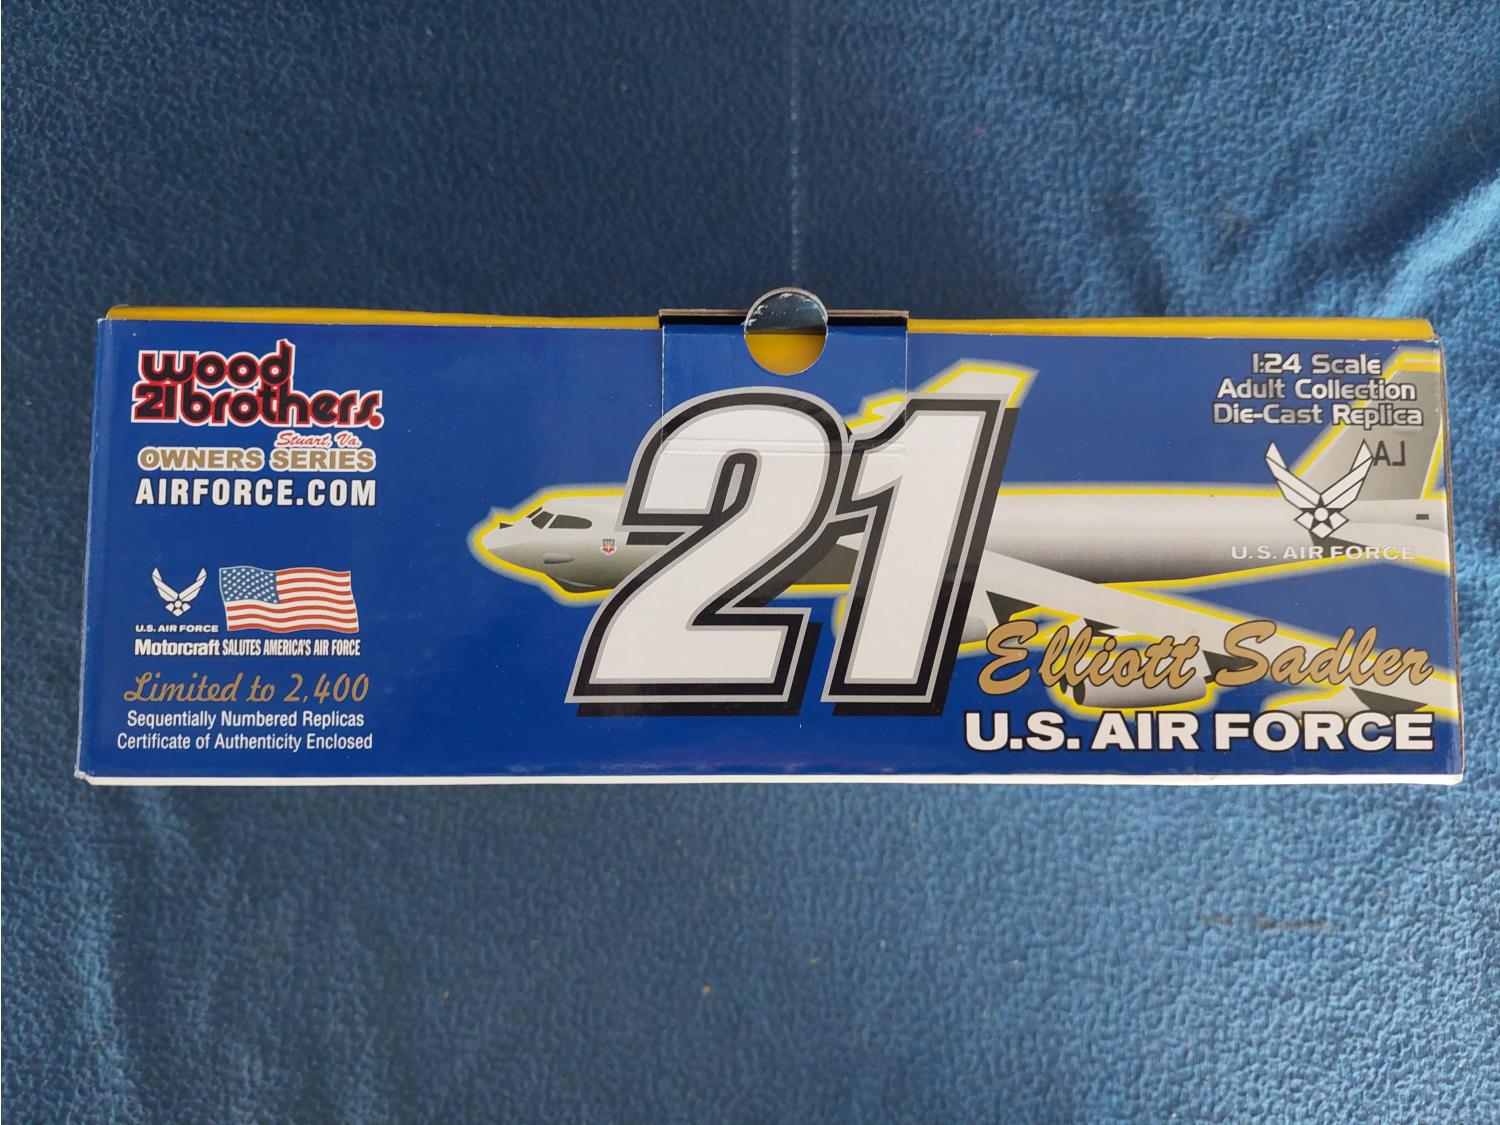 wood
21 brothers.
Stuart, Va.
OWNERS SERIES
AIRFORCE.COM
U.S. AIR FORCE
Motorcraft SALUTES AMERICA'S AIR FORCE
Limited to 2,400
Sequentially Numbered Replicas
Certificate of Authenticity Enclosed
21
1:24 Scale
Adult Collection
Die-Cast Replica
LA
U.S. AIR FORCE
Elliott Sadler
U.S. AIR FORCE